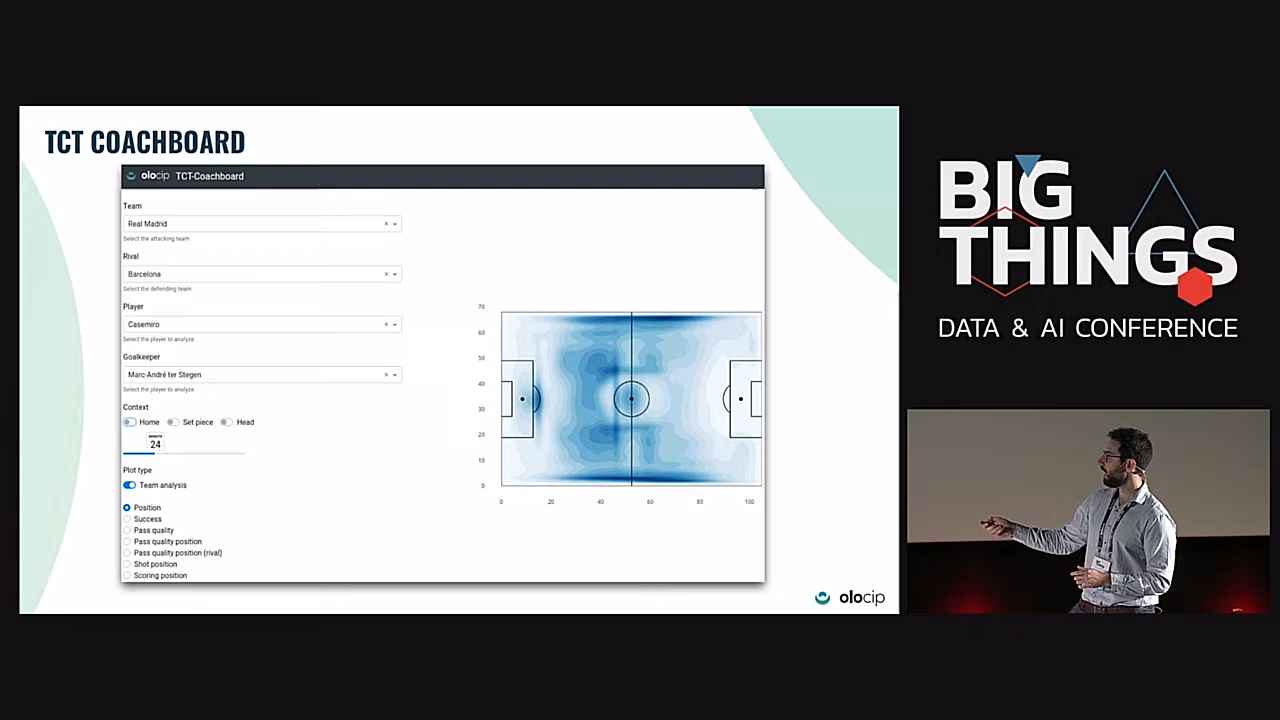 TCT COACHBOARD
olocip TCT-Coachboard
Team
Real Madrid
Select the attacking team
Rival
Barcelona
Select the defending team
Player
Casemiro
Select the player to analyze
Goalkeeper
Marc-André ter Stegen
Select the player to analyze
Context
Home Set piece Head
MINUTE
24
Plot type
Team analysis
Position
Success
Pass quality
Pass quality position
Pass quality position (rival)
Shot position
Scoring position
70
60
50
40
30
20
10
0
0 20 40 60 80 100
olocip
BIG
THINGS
DATA & AI CONFERENCE